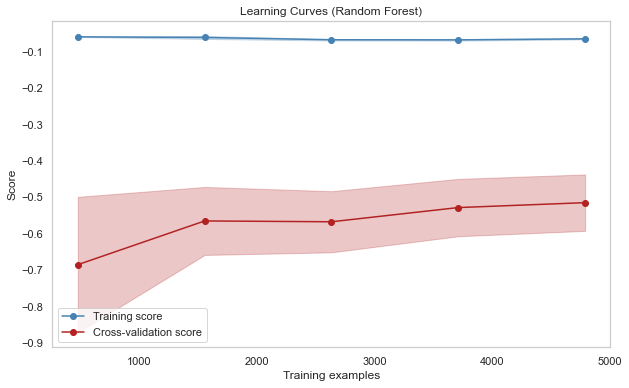 Learning Curves (Random Forest)
−0.1
−0.2
−0.3
−0.4
−0.5
−0.6
−0.7
−0.8
−0.9
Score
Training score
Cross-validation score
1000 2000 3000 4000 5000
Training examples